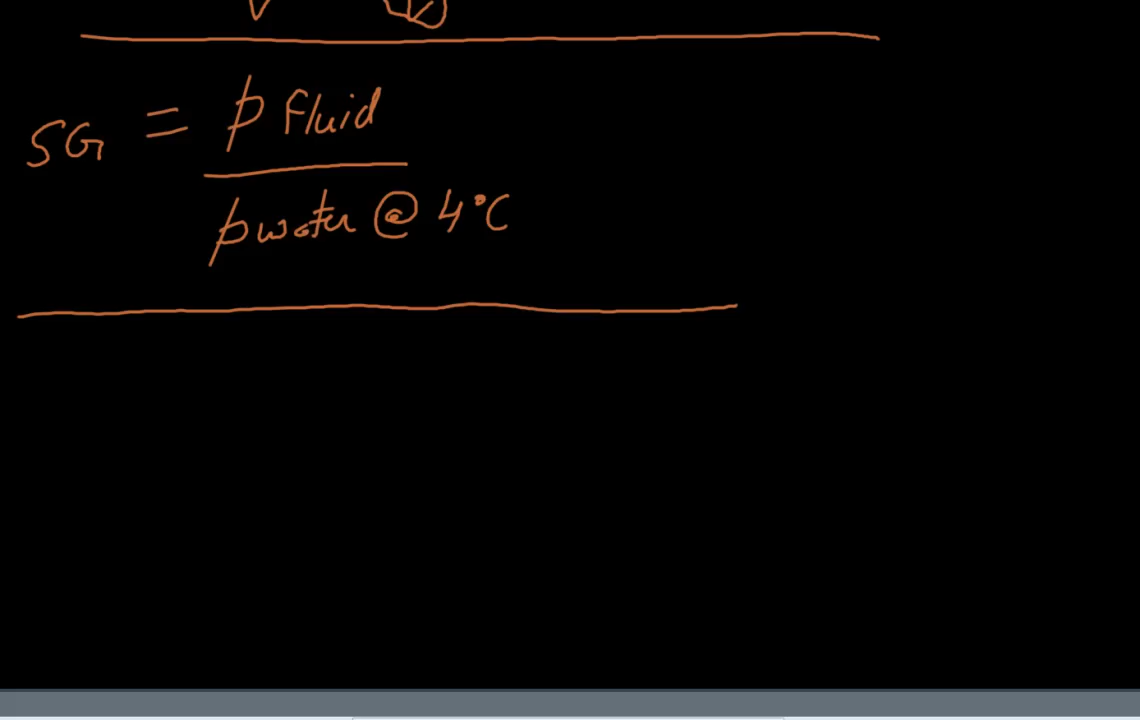 SG = ρ Fluid
ρ water @ 4°C